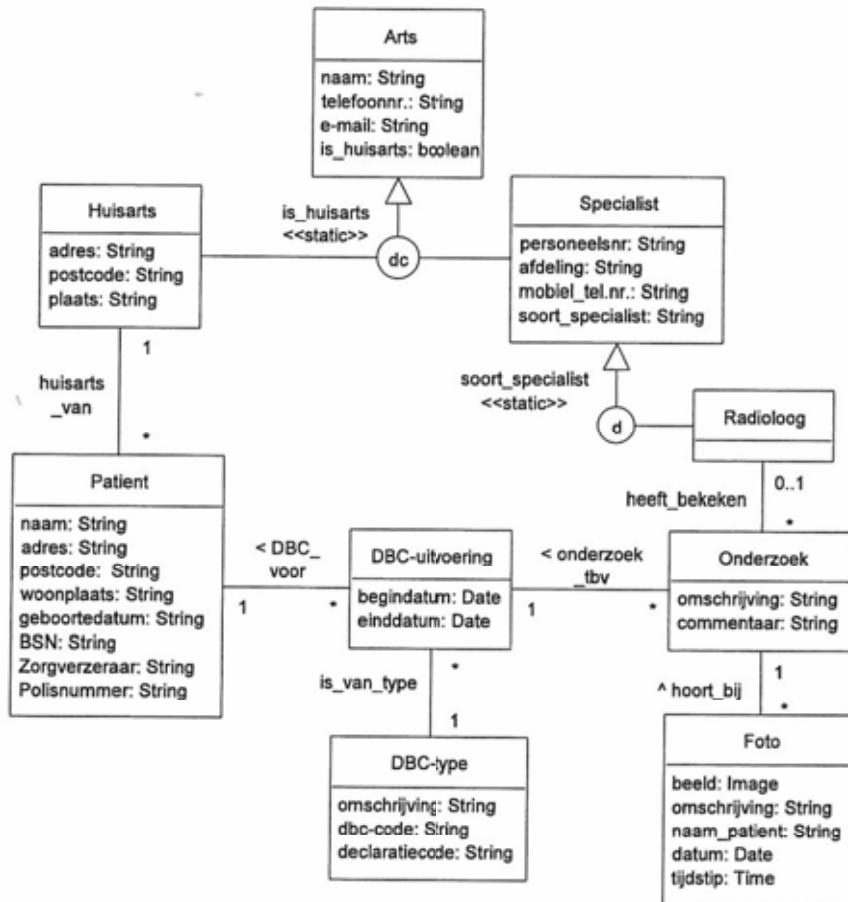 Arts
naam: String
telefoonnr.: String
e-mail: String
is_huisarts: boolean
Huisarts
adres: String
postcode: String
plaats: String
is_huisarts
<<static>>
dc
Specialist
personeelsnr: String
afdeling: String
mobiel_tel.nr.: String
soort_specialist: String
1
huisarts
_van
*
soort_specialist
<<static>>
d
Radioloog
0..1
heeft_bekeken
*
Patient
naam: String
adres: String
postcode: String
woonplaats: String
geboortedatum: String
BSN: String
Zorgverzeraar: String
Polisnummer: String
< DBC_
voor
1
*
DBC-uitvoering
begindatum: Date
einddatum: Date
< onderzoek
_tbv
1
*
Onderzoek
omschrijving: String
commentaar: String
*
is_van_type
1
1
^ hoort_bij
*
DBC-type
omschrijving: String
dbc-code: String
declaratiecode: String
Foto
beeld: Image
omschrijving: String
naam_patient: String
datum: Date
tijdstip: Time